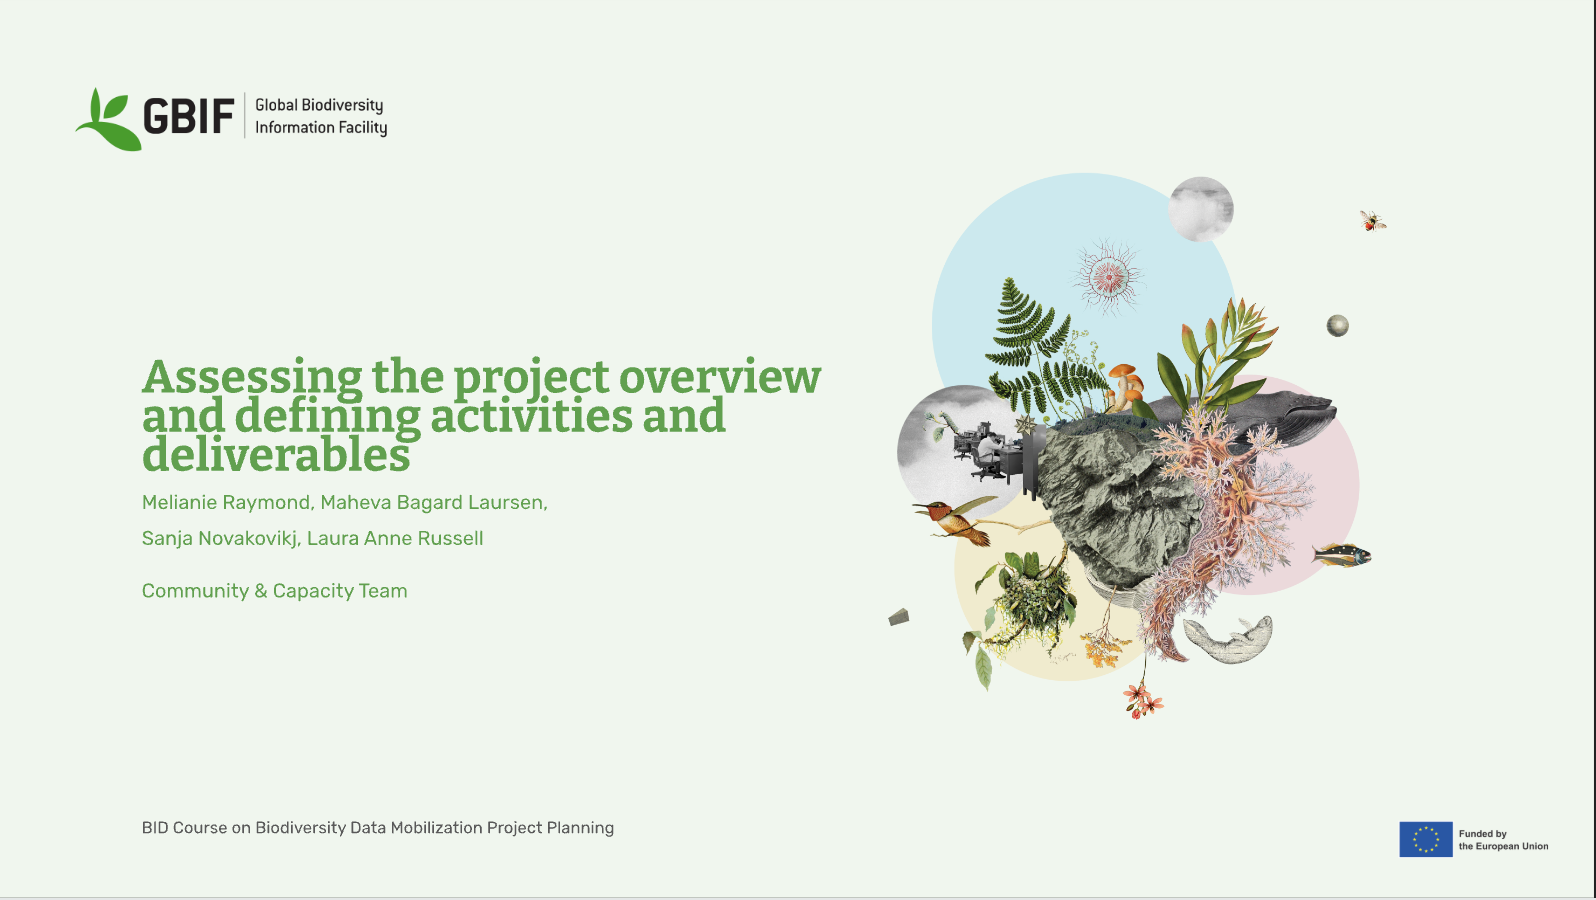 GBIF
Global Biodiversity
Information Facility
Assessing the project overview
and defining activities and
deliverables
Melianie Raymond, Maheva Bagard Laursen,
Sanja Novakovikj, Laura Anne Russell
Community & Capacity Team
BID Course on Biodiversity Data Mobilization Project Planning
Funded by
the European Union